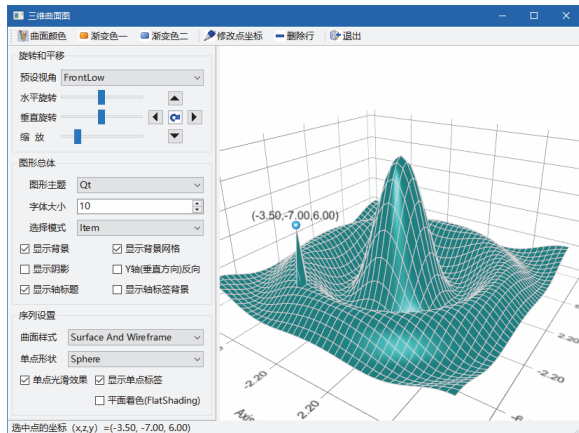 三维曲面图
曲面颜色 渐变色一 渐变色二 修改点坐标 删除行 退出
旋转和平移
预设视角 FrontLow
水平旋转
垂直旋转
缩 放
图形总体
图形主题 Qt
字体大小 10
选择模式 Item
显示背景 显示背景网格
显示阴影 Y轴(垂直方向)反向
显示轴标题 显示轴标签背景
序列设置
曲面样式 Surface And Wireframe
单点形状 Sphere
单点光滑效果 显示单点标签
平面着色(FlatShading)
(-3.50,-7.00,6.00)
-2.20
2.20
Axis
2.20
-2.20
选中点的坐标 (x,z,y) =(-3.50, -7.00, 6.00)